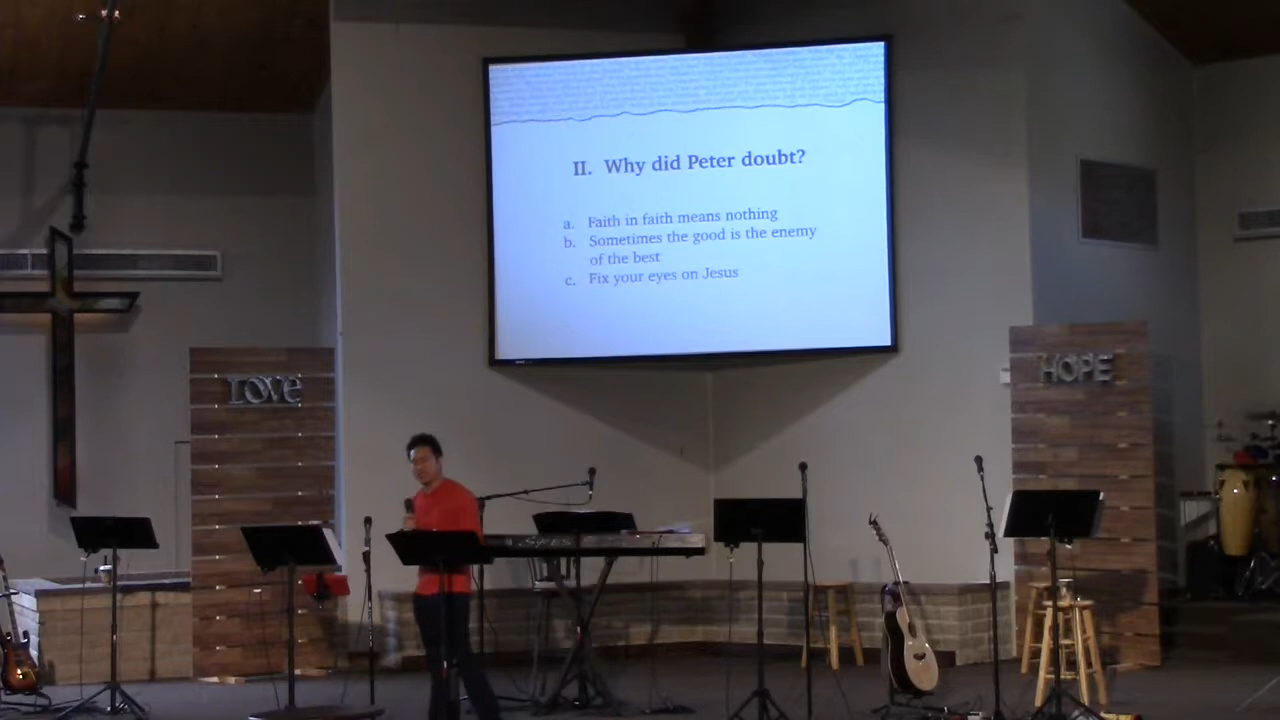 II. Why did Peter doubt?
a. Faith in faith means nothing
b. Sometimes the good is the enemy
of the best
c. Fix your eyes on Jesus
love
HOPE